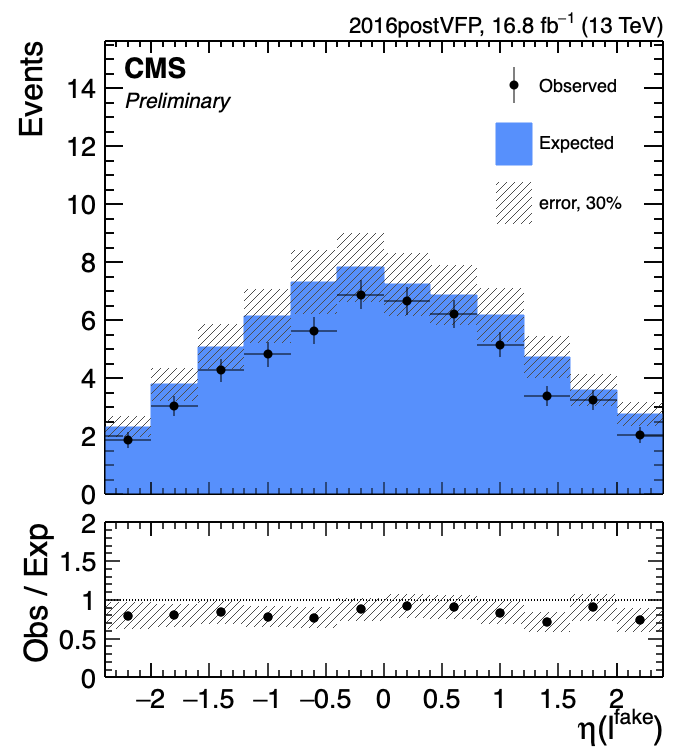 2016postVFP, 16.8 fb−1 (13 TeV)
CMS
Preliminary
Observed
Expected
error, 30%
Events
14
12
10
8
6
4
2
0
Obs / Exp
2
1.5
1
0.5
0
−2 −1.5 −1 −0.5 0 0.5 1 1.5 2
η(lfake)